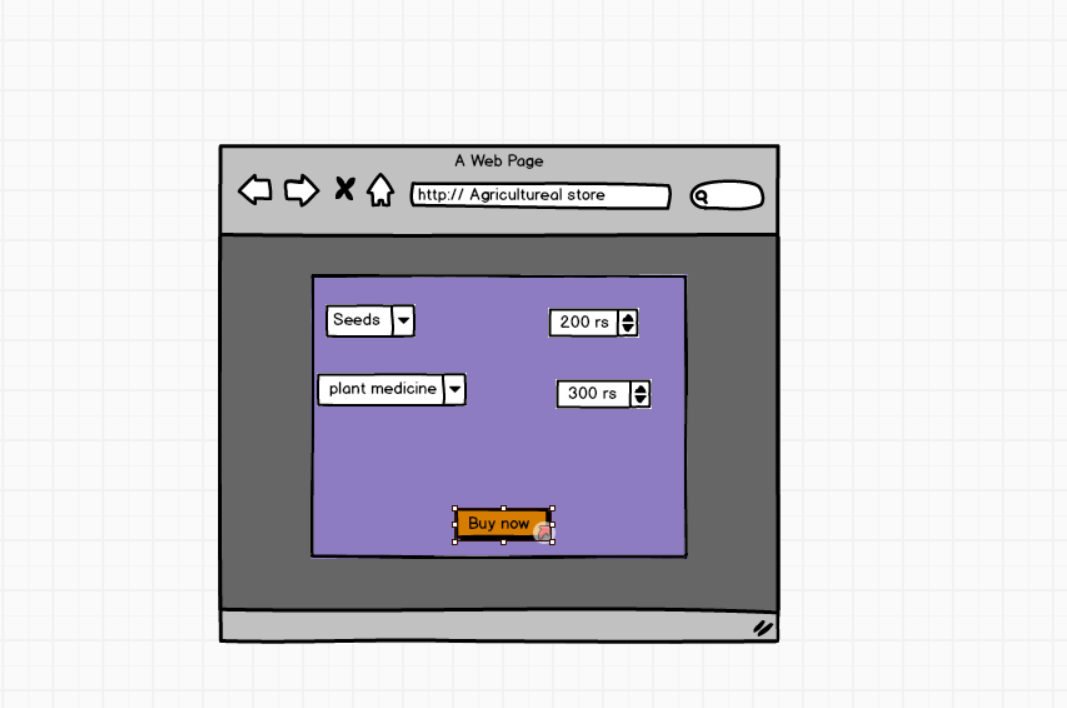 A Web Page
http:// Agricultureal store
Seeds
200 rs
plant medicine
300 rs
Buy now